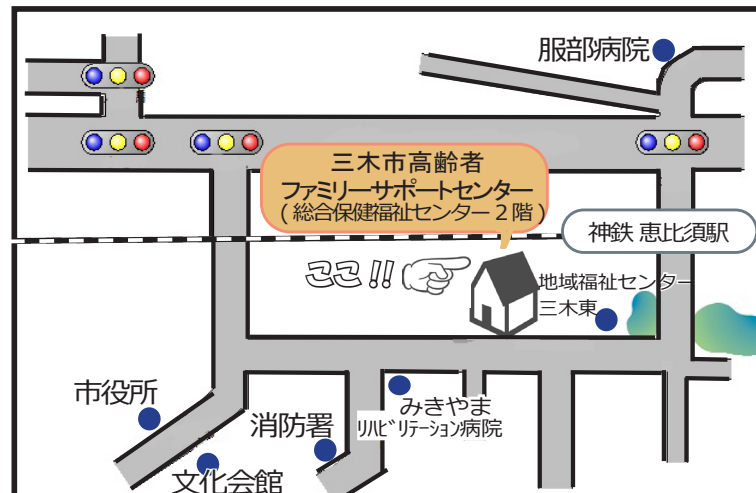 服部病院
三木市高齢者
ファミリーサポートセンター
(総合保健福祉センター2階)
神鉄 恵比須駅
ここ!!
地域福祉センター
三木東
市役所
みきやま
リハビリテーション病院
消防署
文化会館